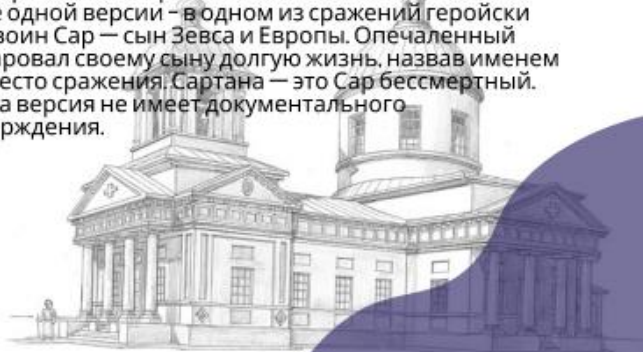 е одной версии – в одном из сражений геройски
воин Сар — сын Зевса и Европы. Опечаленный
ровал своему сыну долгую жизнь, назвав именем
есто сражения. Сартана — это Сар бессмертный.
а версия не имеет документального
рждения.